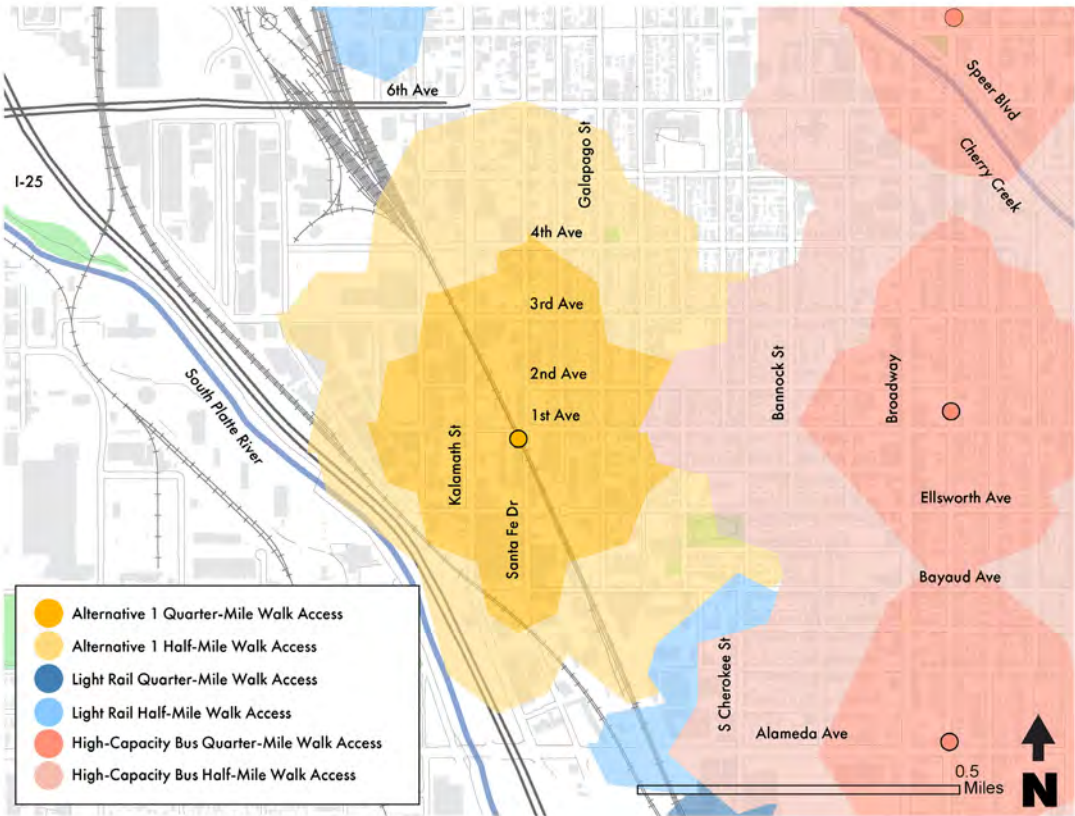 6th Ave
Speer Blvd
Galapago St
Cherry Creek
I-25
4th Ave
3rd Ave
2nd Ave
Bannock St
Broadway
South Platte River
1st Ave
Kalamath St
Ellsworth Ave
Santa Fe Dr
Bayaud Ave
Alternative 1 Quarter-Mile Walk Access
Alternative 1 Half-Mile Walk Access
Light Rail Quarter-Mile Walk Access
Light Rail Half-Mile Walk Access
High-Capacity Bus Quarter-Mile Walk Access
High-Capacity Bus Half-Mile Walk Access
S Cherokee St
Alameda Ave
0.5
Miles
N